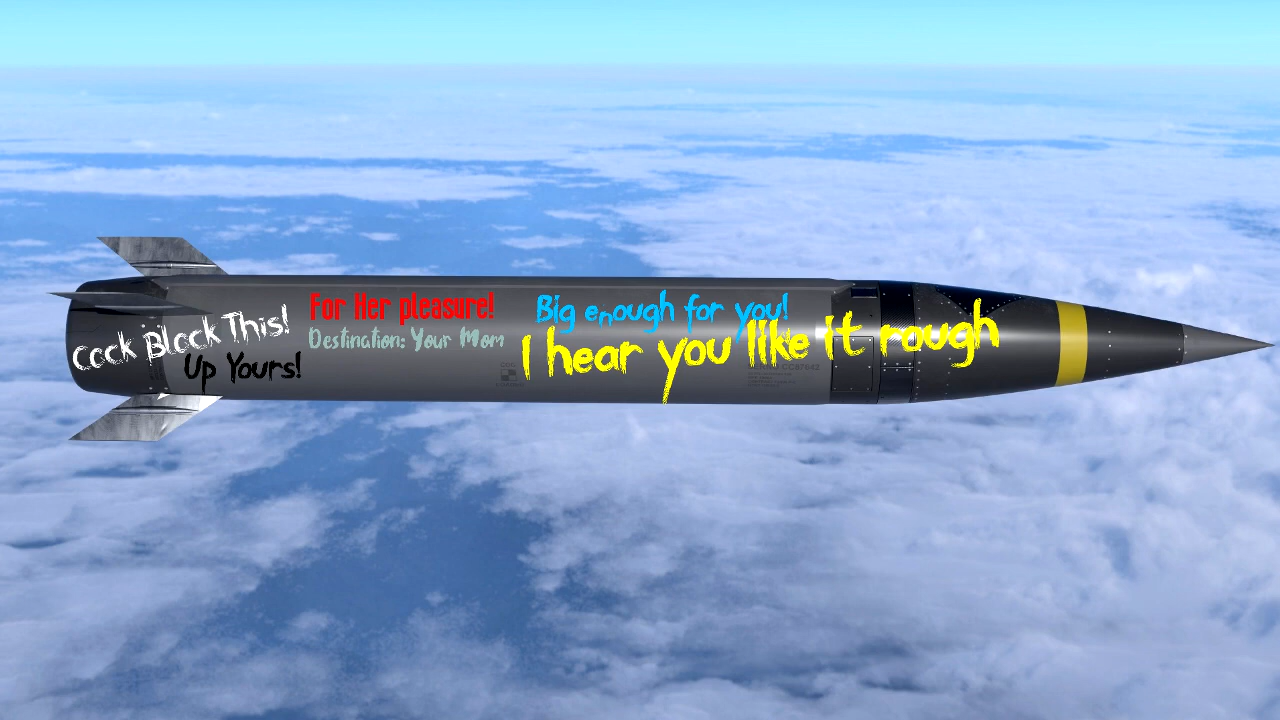 For Her pleasure!
Big enough for you!
Cock Block This!
Destination: Your Mom
I hear you like it rough
Up Yours!